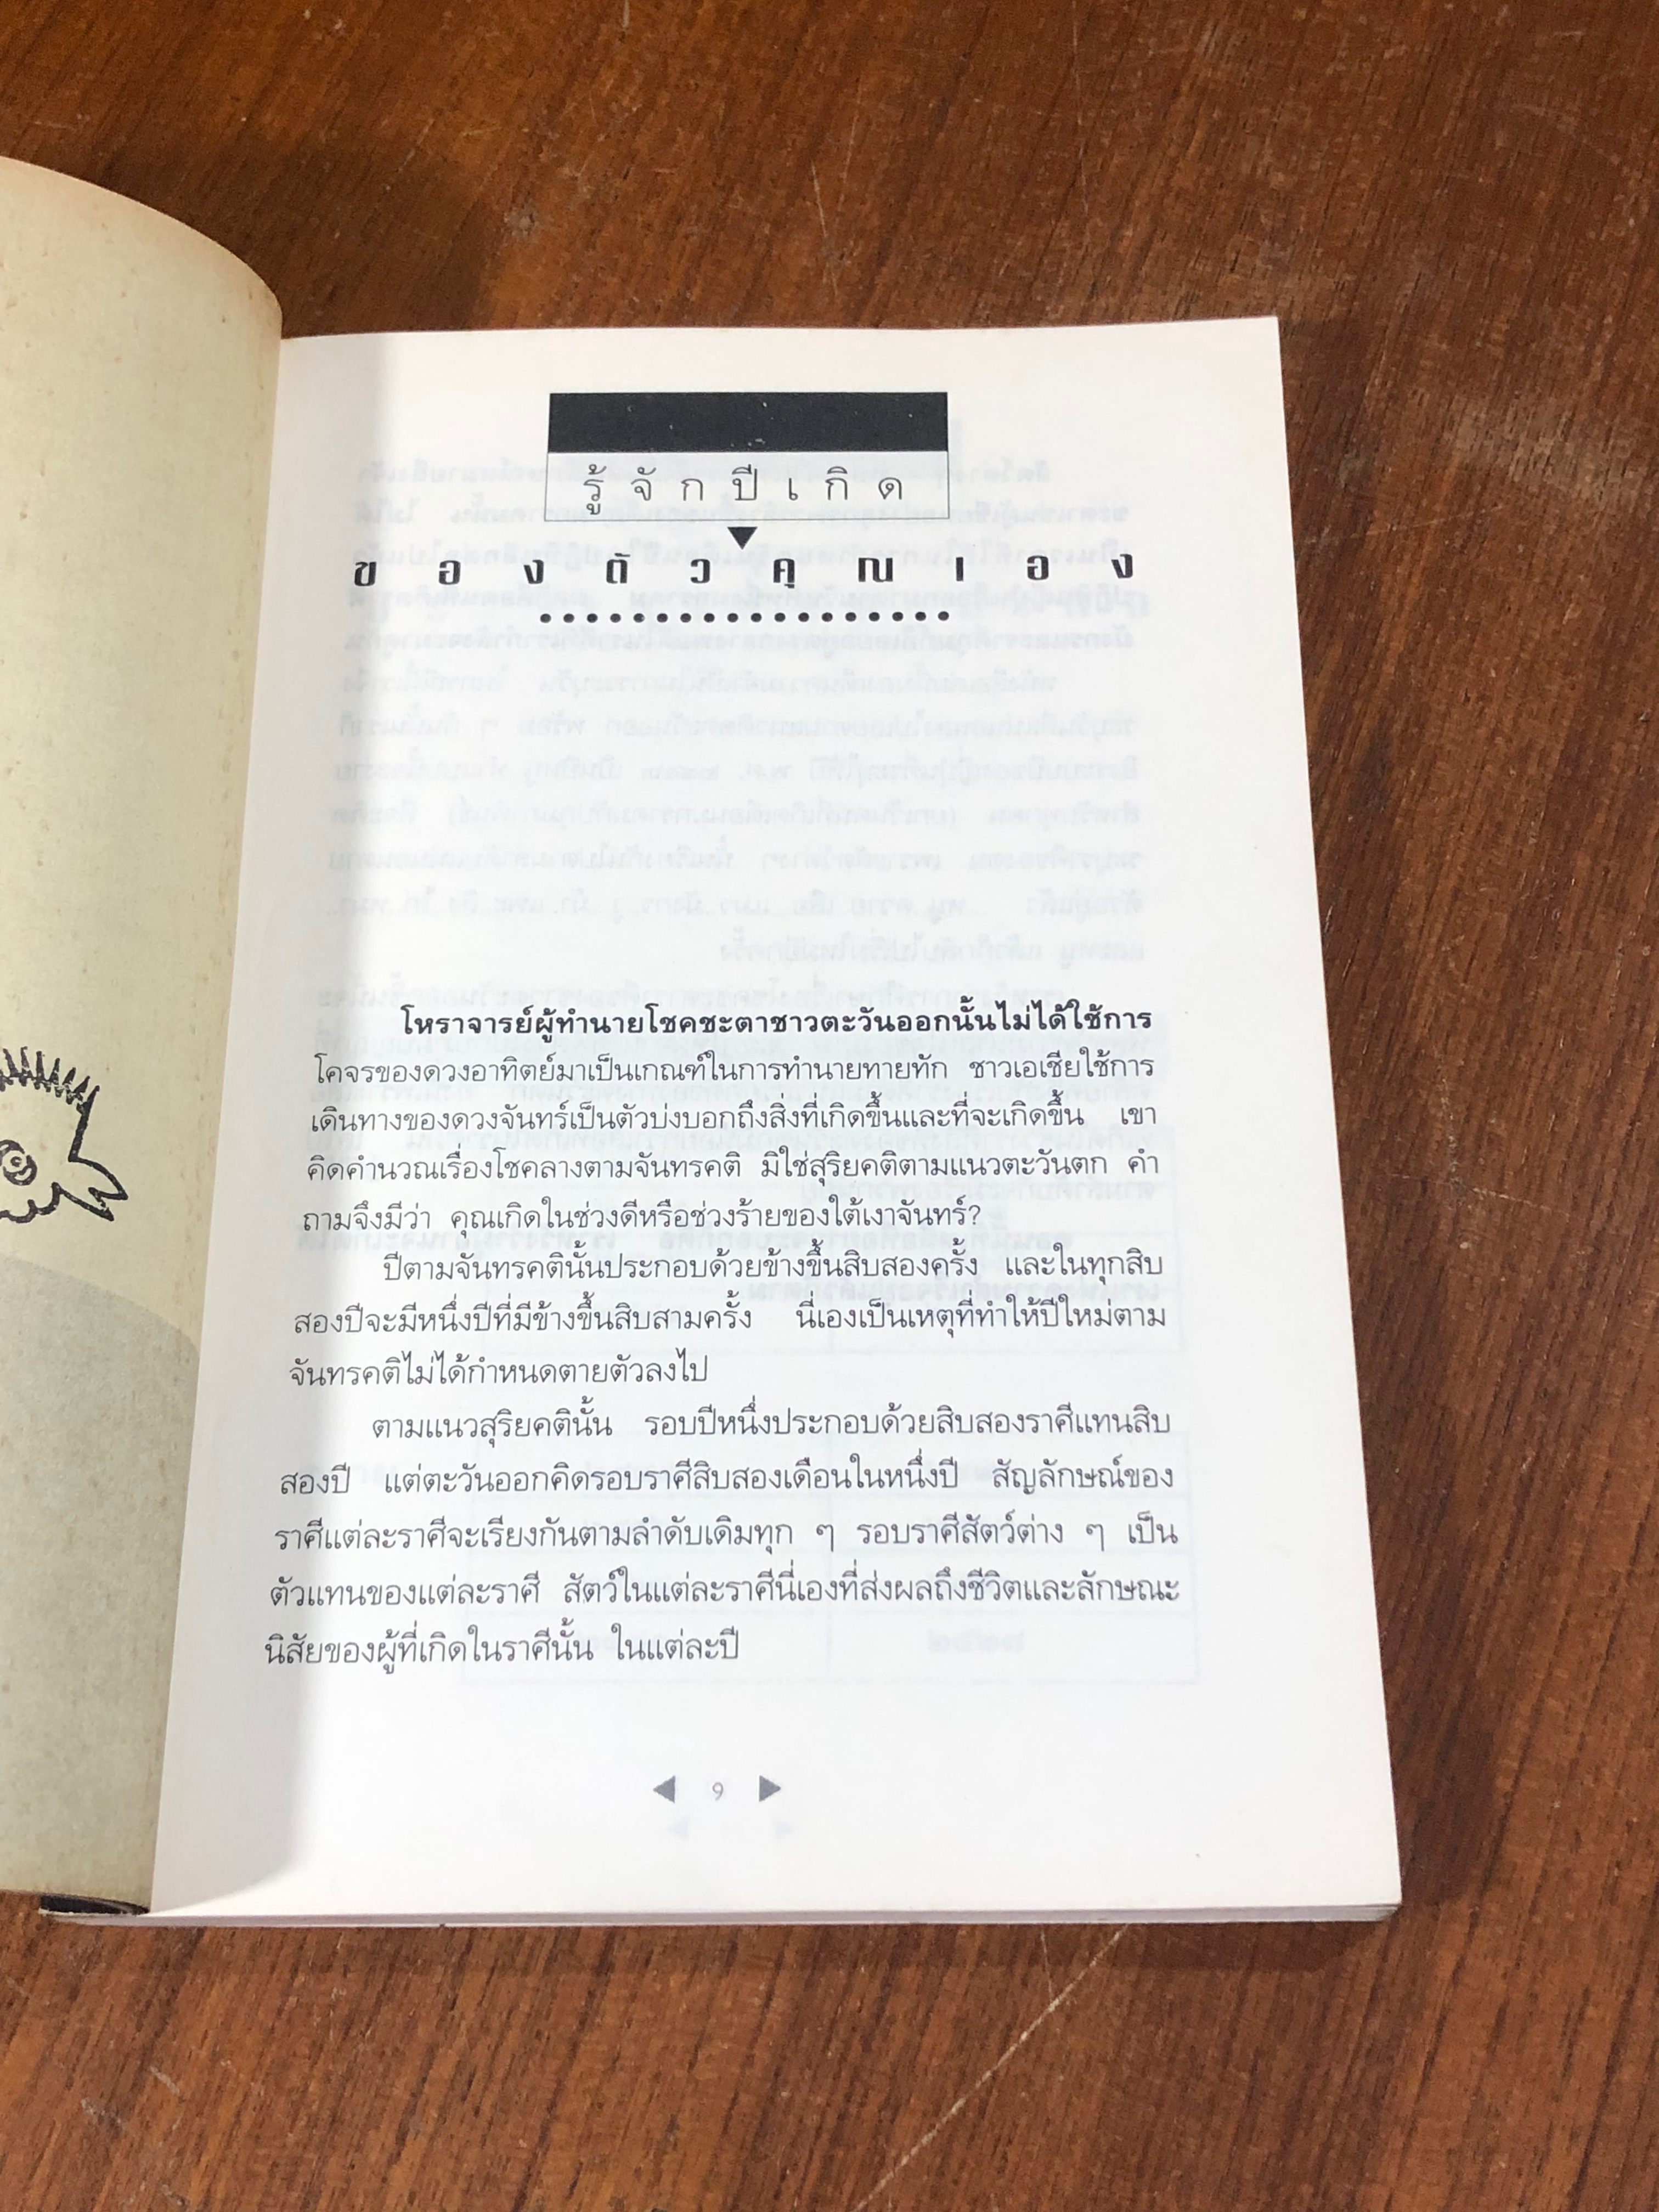 รู้จักปีเกิด
ของตัวคุณเอง
โหราจารย์ผู้ทำนายโชคชะตาชาวตะวันออกนั้นไม่ได้ใช้การ
โคจรของดวงอาทิตย์มาเป็นเกณฑ์ในการทำนายทายทัก ชาวเอเชียใช้การ
เดินทางของดวงจันทร์เป็นตัวบ่งบอกถึงสิ่งที่เกิดขึ้นและที่จะเกิดขึ้น เขา
คิดคำนวณเรื่องโชคลางตามจันทรคติ มิใช่สุริยคติตามแนวตะวันตก คำ
ถามจึงมีว่า คุณเกิดในช่วงดีหรือช่วงร้ายของใต้เงาจันทร์?
ปีตามจันทรคตินั้นประกอบด้วยข้างขึ้นสิบสองครั้ง และในทุกสิบ
สองปีจะมีหนึ่งปีที่มีข้างขึ้นสิบสามครั้ง นี่เองเป็นเหตุที่ทำให้ปีใหม่ตาม
จันทรคติไม่ได้กำหนดตายตัวลงไป
ตามแนวสุริยคตินั้น รอบปีหนึ่งประกอบด้วยสิบสองราศีแทนสิบ
สองปี แต่ตะวันออกคิดรอบราศีสิบสองเดือนในหนึ่งปี สัญลักษณ์ของ
ราศีแต่ละราศีจะเรียงกันตามลำดับเดิมทุก ๆ รอบราศีสัตว์ต่าง ๆ เป็น
ตัวแทนของแต่ละราศี สัตว์ในแต่ละราศีนี่เองที่ส่งผลถึงชีวิตและลักษณะ
นิสัยของผู้ที่เกิดในราศีนั้น ในแต่ละปี
◀ 9 ▶